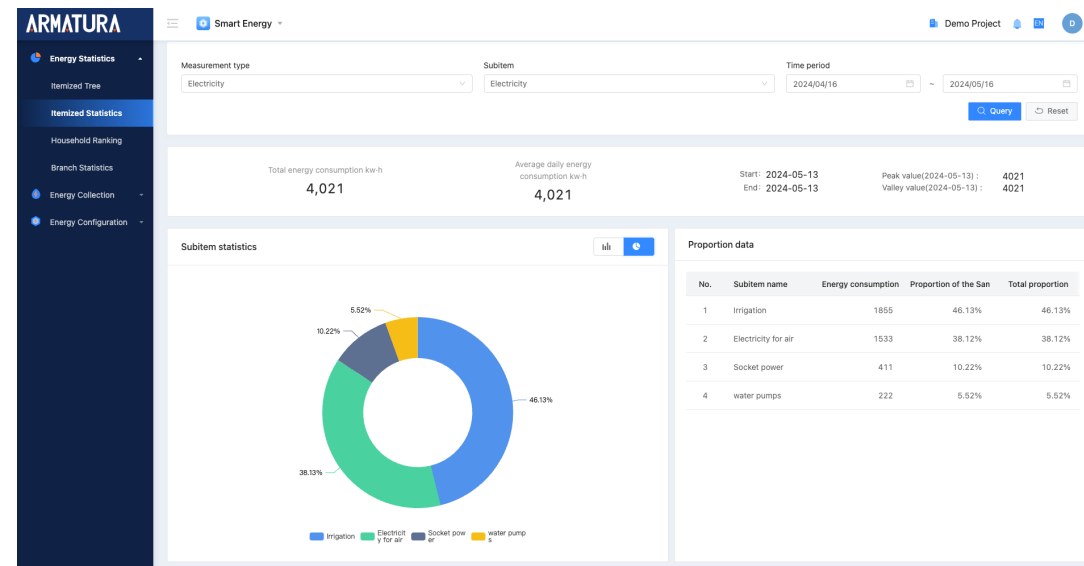 ARMATURA
Smart Energy
Demo Project
EN
D
Energy Statistics
Itemized Tree
Itemized Statistics
Household Ranking
Branch Statistics
Energy Collection
Energy Configuration
Measurement type
Subitem
Time period
Electricity
Electricity
2024/04/16 ~ 2024/05/16
Query
Reset
Total energy consumption kw·h
4,021
Average daily energy
consumption kw·h
4,021
Start: 2024-05-13
End: 2024-05-13
Peak value(2024-05-13) : 4021
Valley value(2024-05-13) : 4021
Subitem statistics
5.52%
10.22%
46.13%
38.13%
Irrigation
Electricit
y for air
Socket pow
er
water pump
s
Proportion data
No. Subitem name Energy consumption Proportion of the San Total proportion
1 Irrigation 1855 46.13% 46.13%
2 Electricity for air 1533 38.12% 38.12%
3 Socket power 411 10.22% 10.22%
4 water pumps 222 5.52% 5.52%